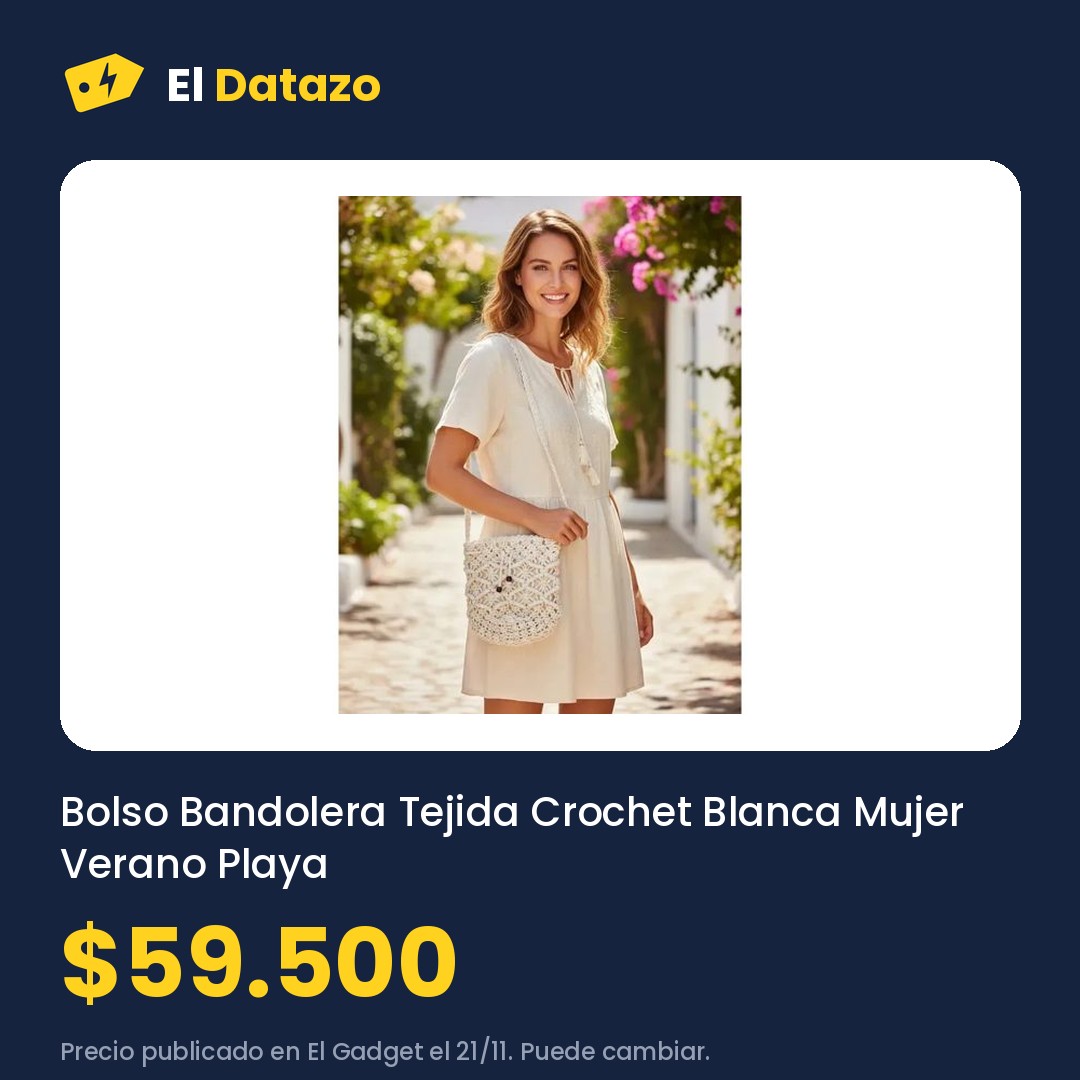 El Datazo
Bolso Bandolera Tejida Crochet Blanca Mujer
Verano Playa
$59.500
Precio publicado en El Gadget el 21/11. Puede cambiar.